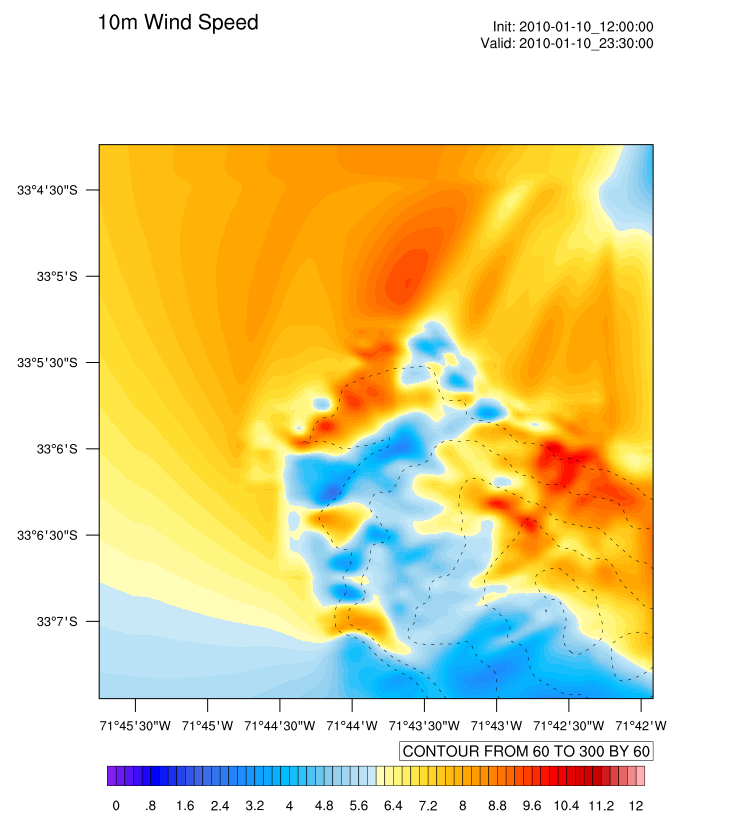 10m Wind Speed
Init: 2010-01-10_12:00:00
Valid: 2010-01-10_23:30:00
33°4'30"S
33°5'S
33°5'30"S
33°6'S
33°6'30"S
33°7'S
71°45'30"W 71°45'W 71°44'30"W 71°44'W 71°43'30"W 71°43'W 71°42'30"W 71°42'W
CONTOUR FROM 60 TO 300 BY 60
0 .8 1.6 2.4 3.2 4 4.8 5.6 6.4 7.2 8 8.8 9.6 10.4 11.2 12